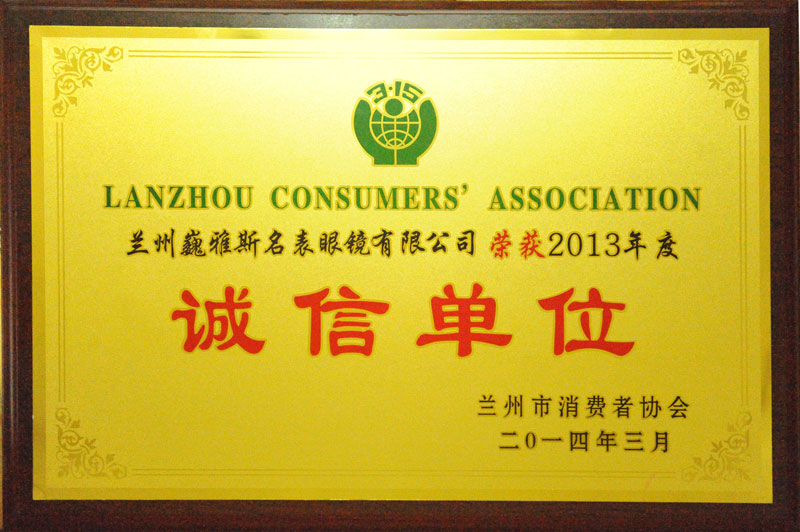 3·15
LANZHOU CONSUMERS' ASSOCIATION
兰州巍雅斯名表眼镜有限公司 荣获2013年度
诚信单位
兰州市消费者协会
二0一四年三月